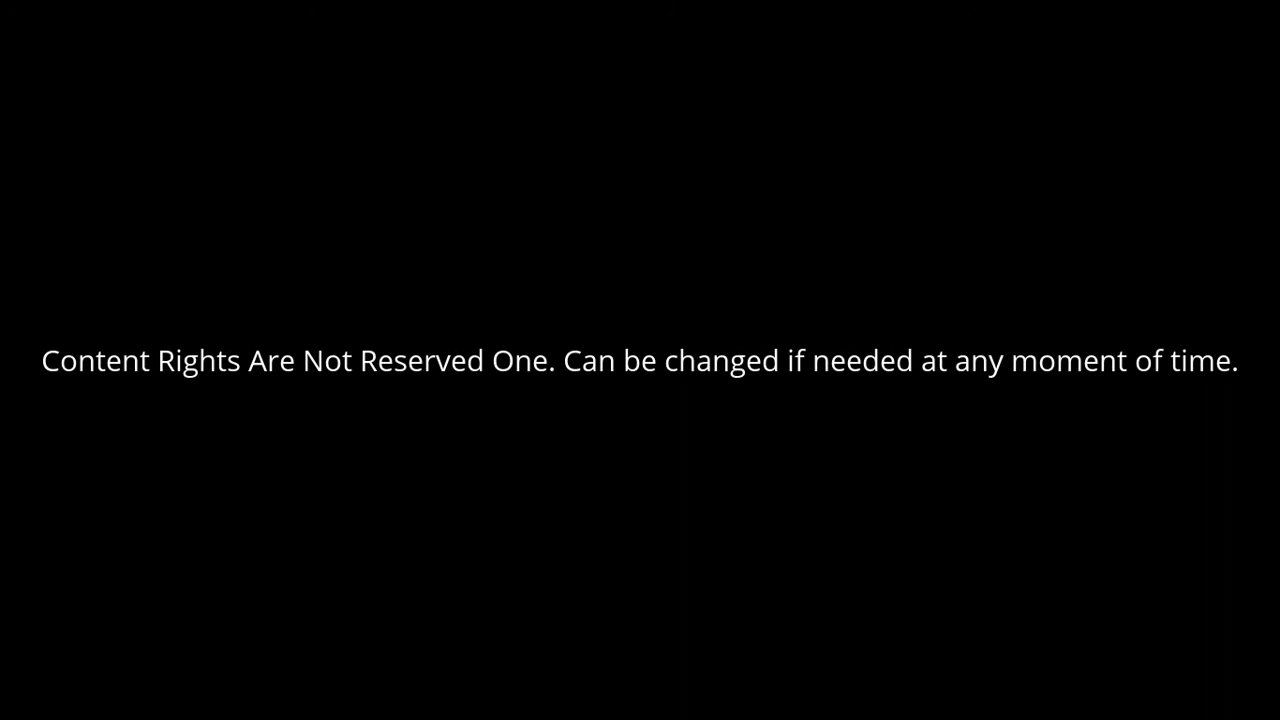 Content Rights Are Not Reserved One. Can be changed if needed at any moment of time.